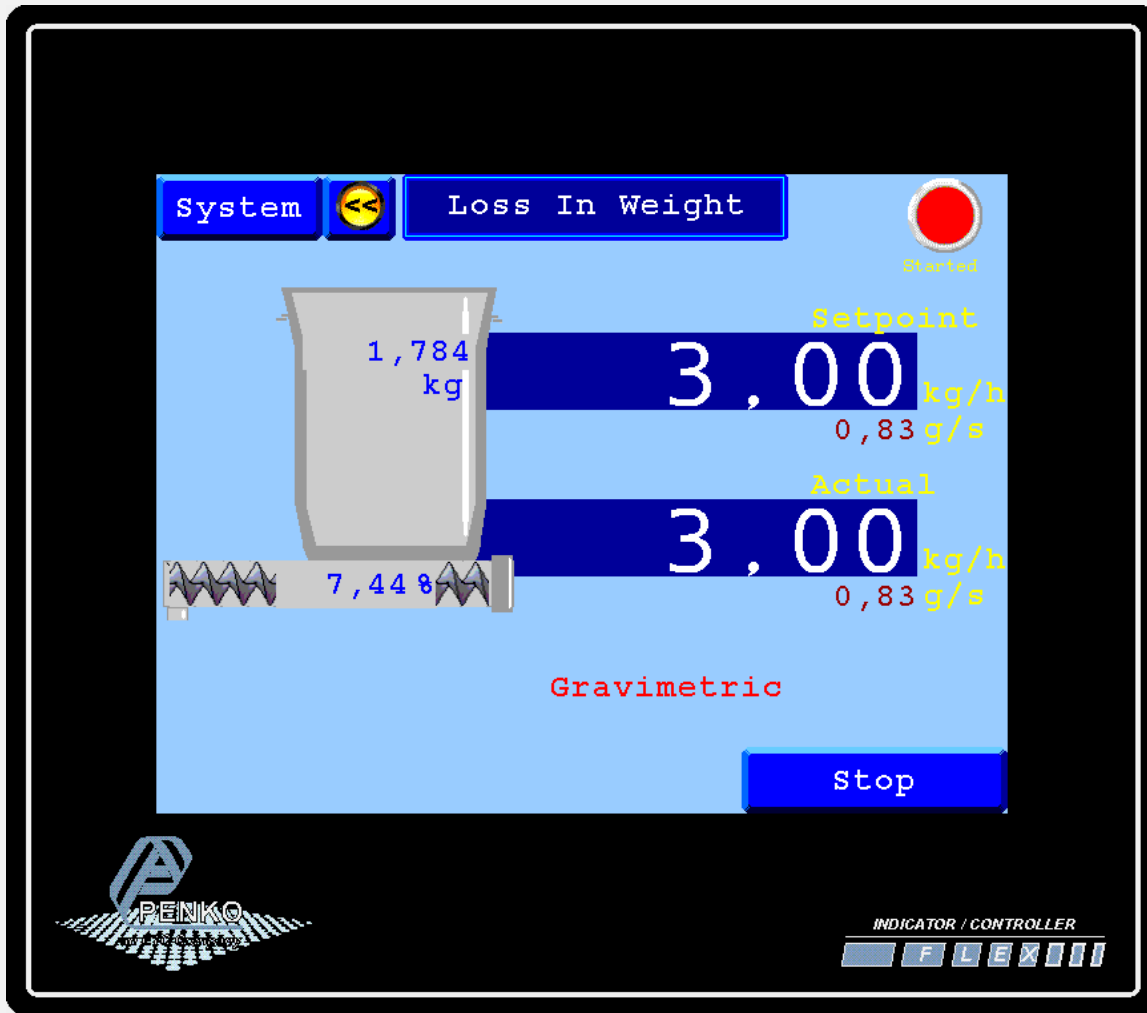 System
<<
Loss In Weight
Started
Setpoint
1,784
kg
3,00 kg/h
0,83 g/s
Actual
3,00 kg/h
7,44%
0,83 g/s
Gravimetric
Stop
PENKO
INDICATOR / CONTROLLER
FLEX